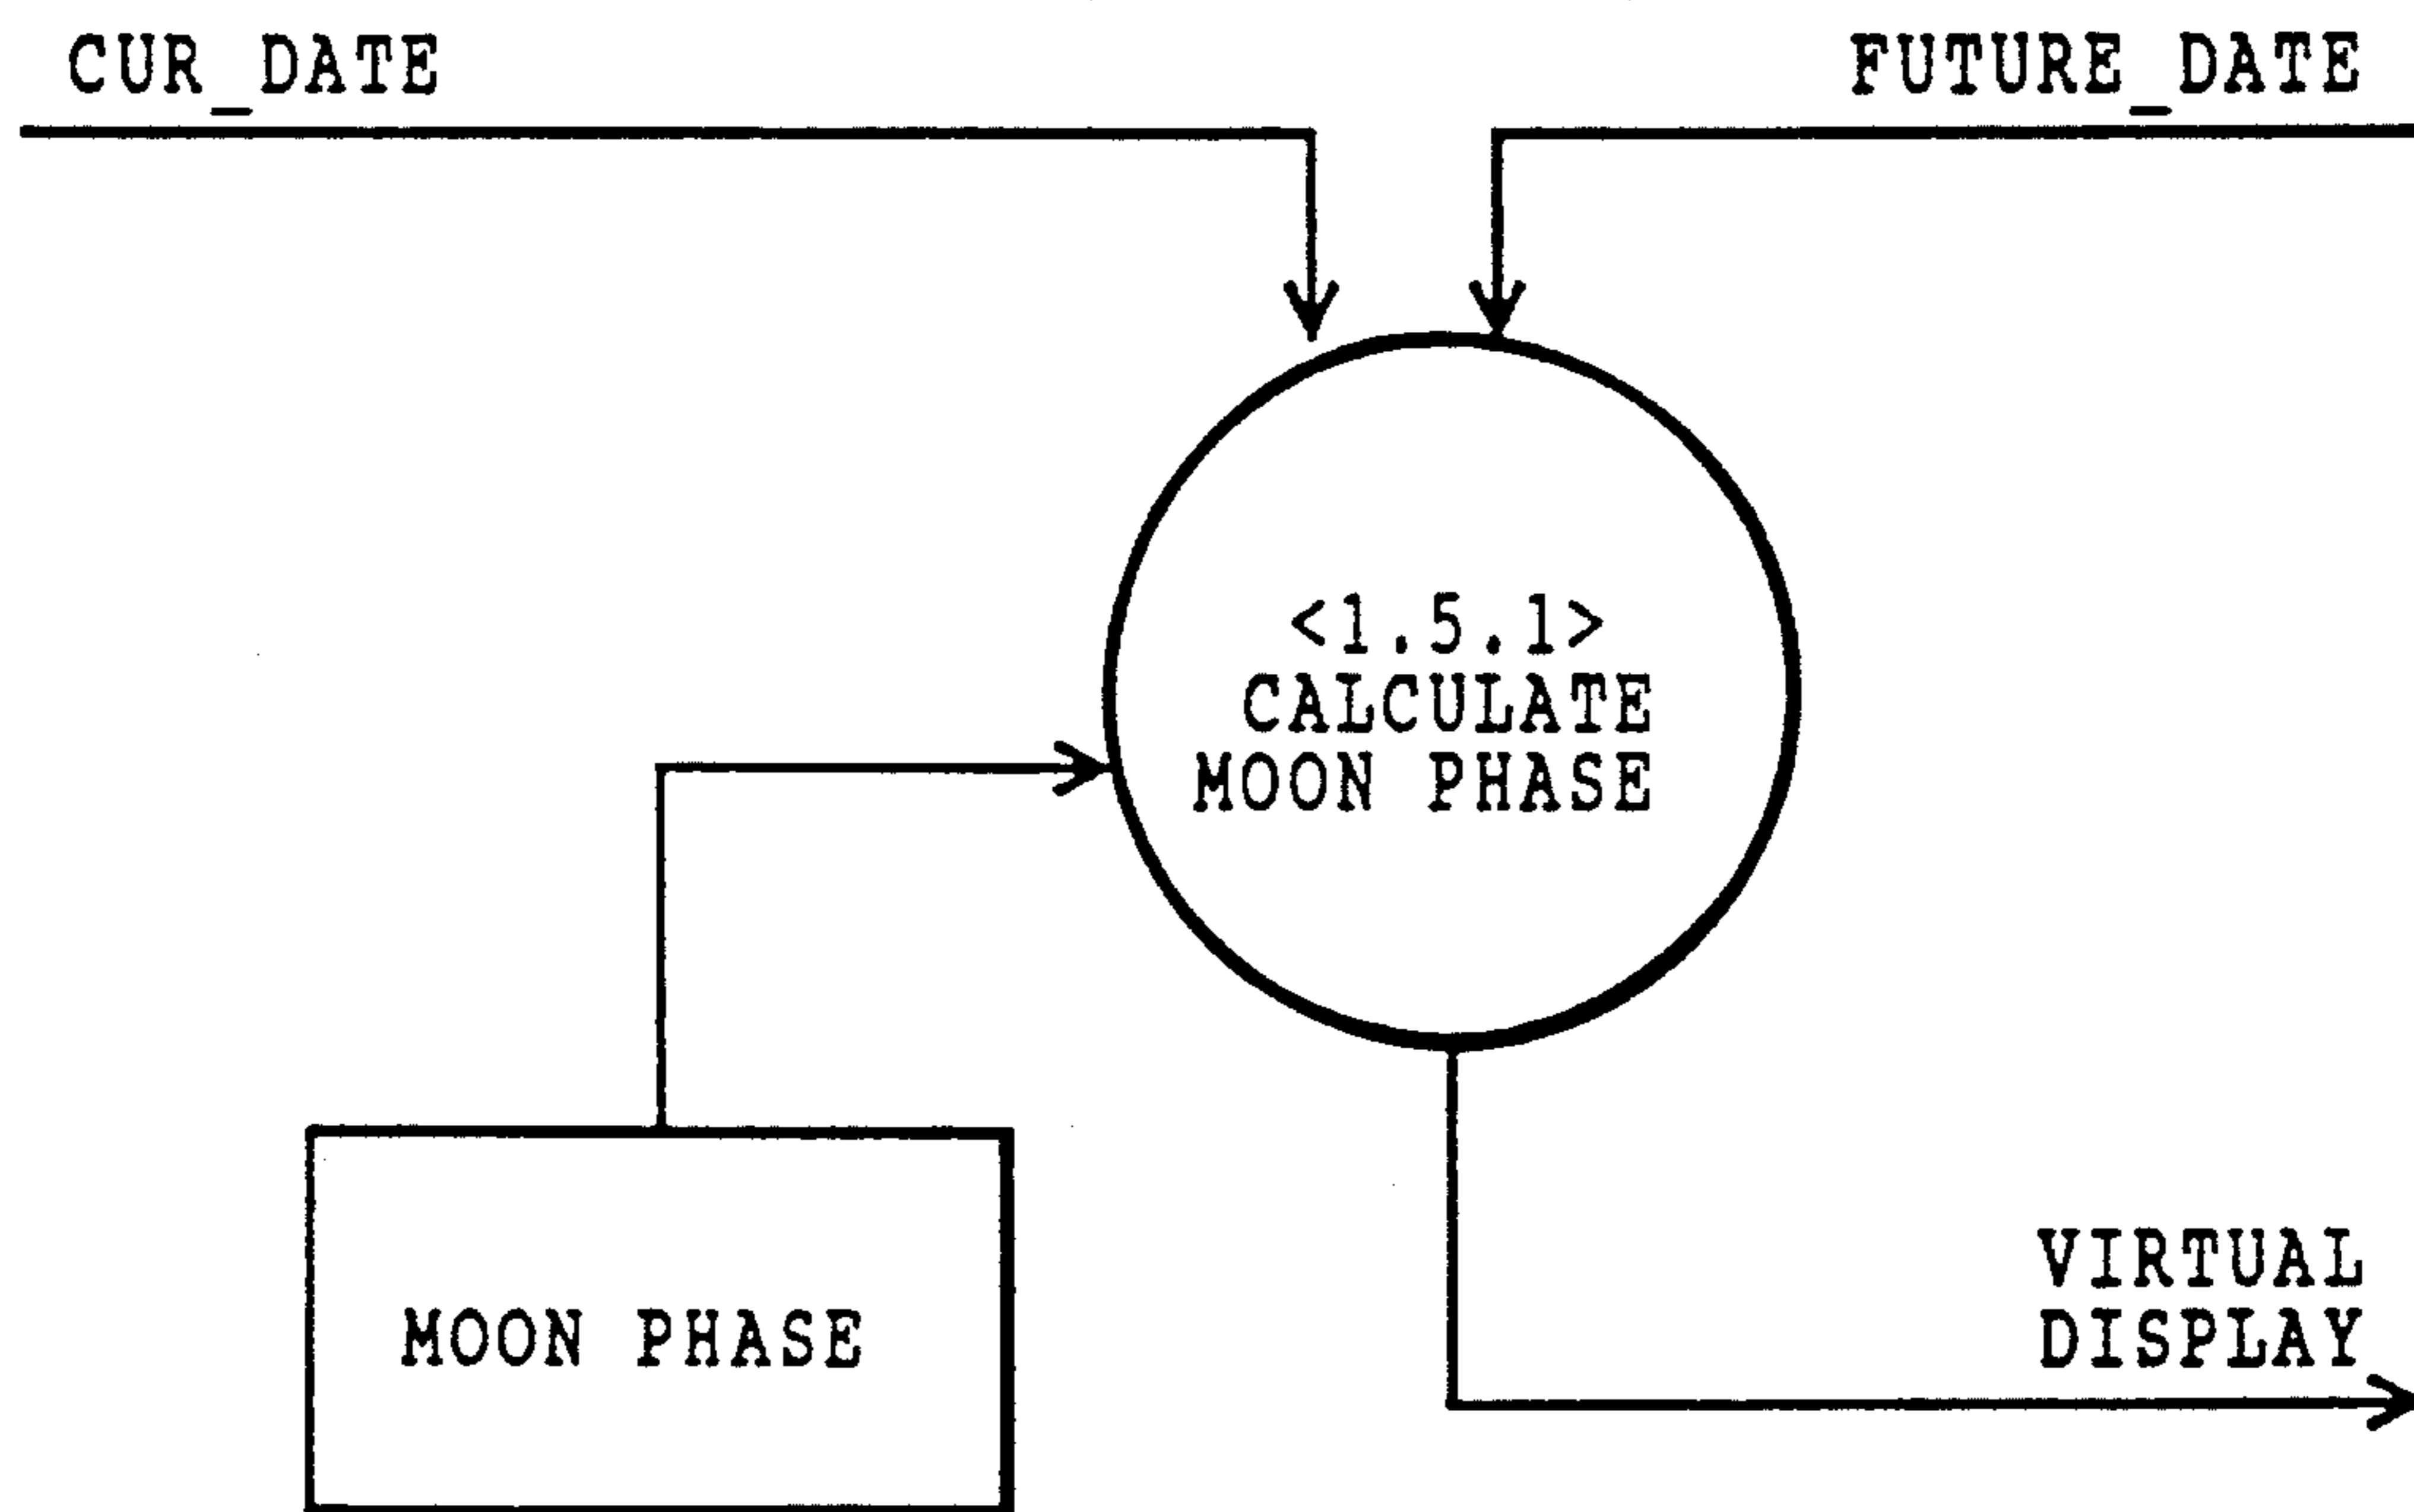 CUR_DATE
FUTURE_DATE
<1.5.1>
CALCULATE
MOON PHASE
MOON PHASE
VIRTUAL
DISPLAY